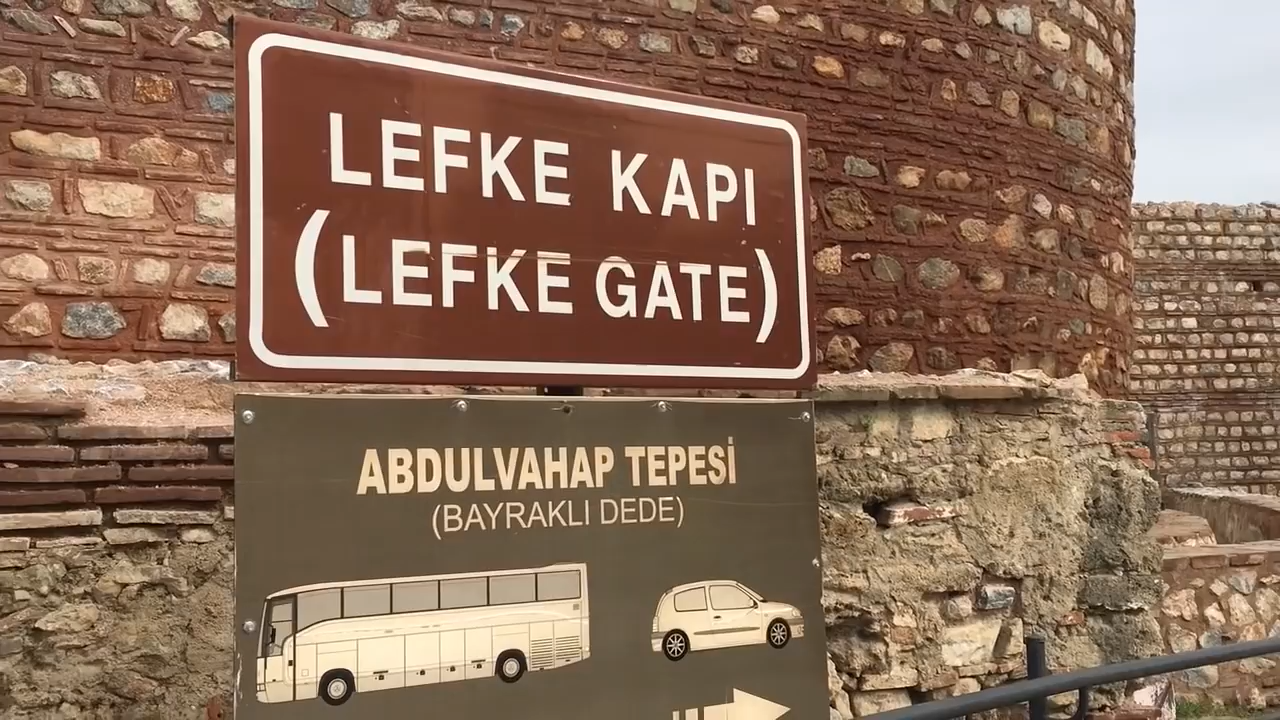 LEFKE KAPI
(LEFKE GATE)
ABDULVAHAP TEPESİ
(BAYRAKLI DEDE)